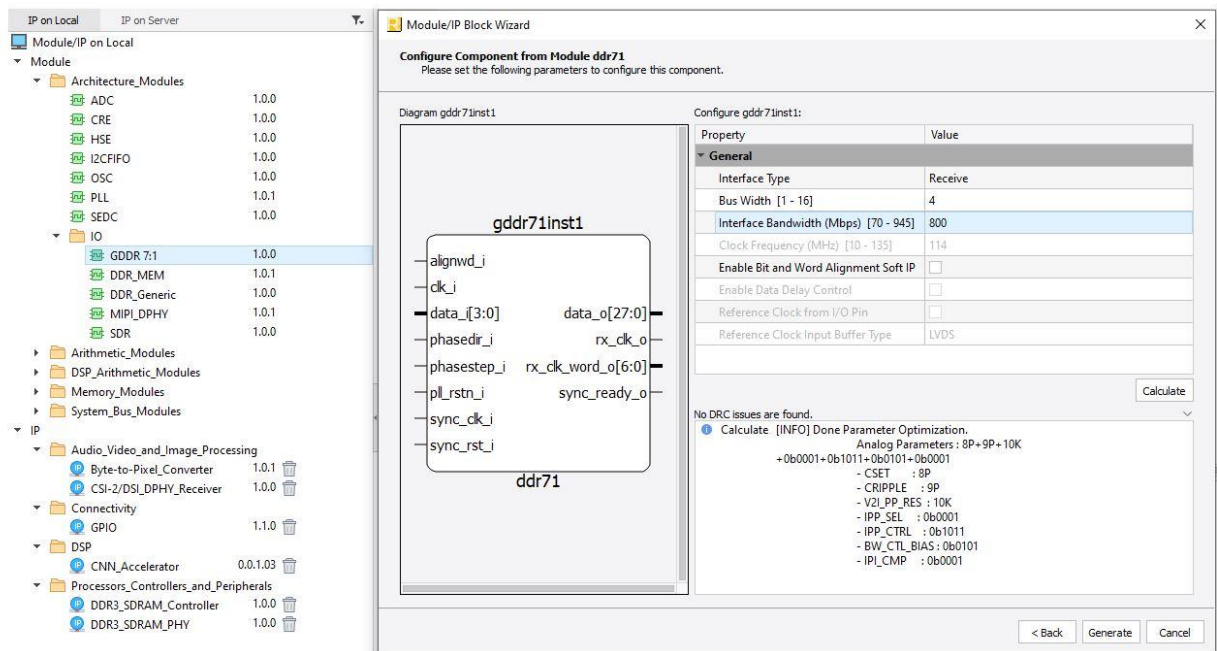 IP on Local IP on Server
Module/IP on Local
Module
Architecture_Modules
ADC 1.0.0
CRE 1.0.0
HSE 1.0.0
I2CFIFO 1.0.0
OSC 1.0.0
PLL 1.0.1
SEDC 1.0.0
IO
GDDR 7:1 1.0.0
DDR_MEM 1.0.1
DDR_Generic 1.0.0
MIPI_DPHY 1.0.1
SDR 1.0.0
Arithmetic_Modules
DSP_Arithmetic_Modules
Memory_Modules
System_Bus_Modules
IP
Audio_Video_and_Image_Processing
Byte-to-Pixel_Converter 1.0.1
CSI-2/DSI_DPHY_Receiver 1.0.0
Connectivity
GPIO 1.1.0
DSP
CNN_Accelerator 0.0.1.03
Processors_Controllers_and_Peripherals
DDR3_SDRAM_Controller 1.0.0
DDR3_SDRAM_PHY 1.0.0
Module/IP Block Wizard
Configure Component from Module ddr71
Please set the following parameters to configure this component.
Diagram gddr71inst1
gddr71inst1
alignwd_i
clk_i
data_i[3:0] data_o[27:0]
phasedir_i rx_clk_o
phasestep_i rx_clk_word_o[6:0]
pll_rstn_i sync_ready_o
sync_clk_i
sync_rst_i
ddr71
Configure gddr71inst1:
Property Value
General
Interface Type Receive
Bus Width [1 - 16] 4
Interface Bandwidth (Mbps) [70 - 945] 800
Clock Frequency (MHz) [10 - 135] 114
Enable Bit and Word Alignment Soft IP
Enable Data Delay Control
Reference Clock from I/O Pin
Reference Clock Input Buffer Type LVDS
Calculate
No DRC issues are found.
Calculate [INFO] Done Parameter Optimization.
Analog Parameters : 8P+9P+10K
+0b0001+0b1011+0b0101+0b0001
- CSET : 8P
- CRIPPLE : 9P
- V2I_PP_RES : 10K
- IPP_SEL : 0b0001
- IPP_CTRL : 0b1011
- BW_CTL_BIAS : 0b0101
- IPI_CMP : 0b0001
< Back Generate Cancel